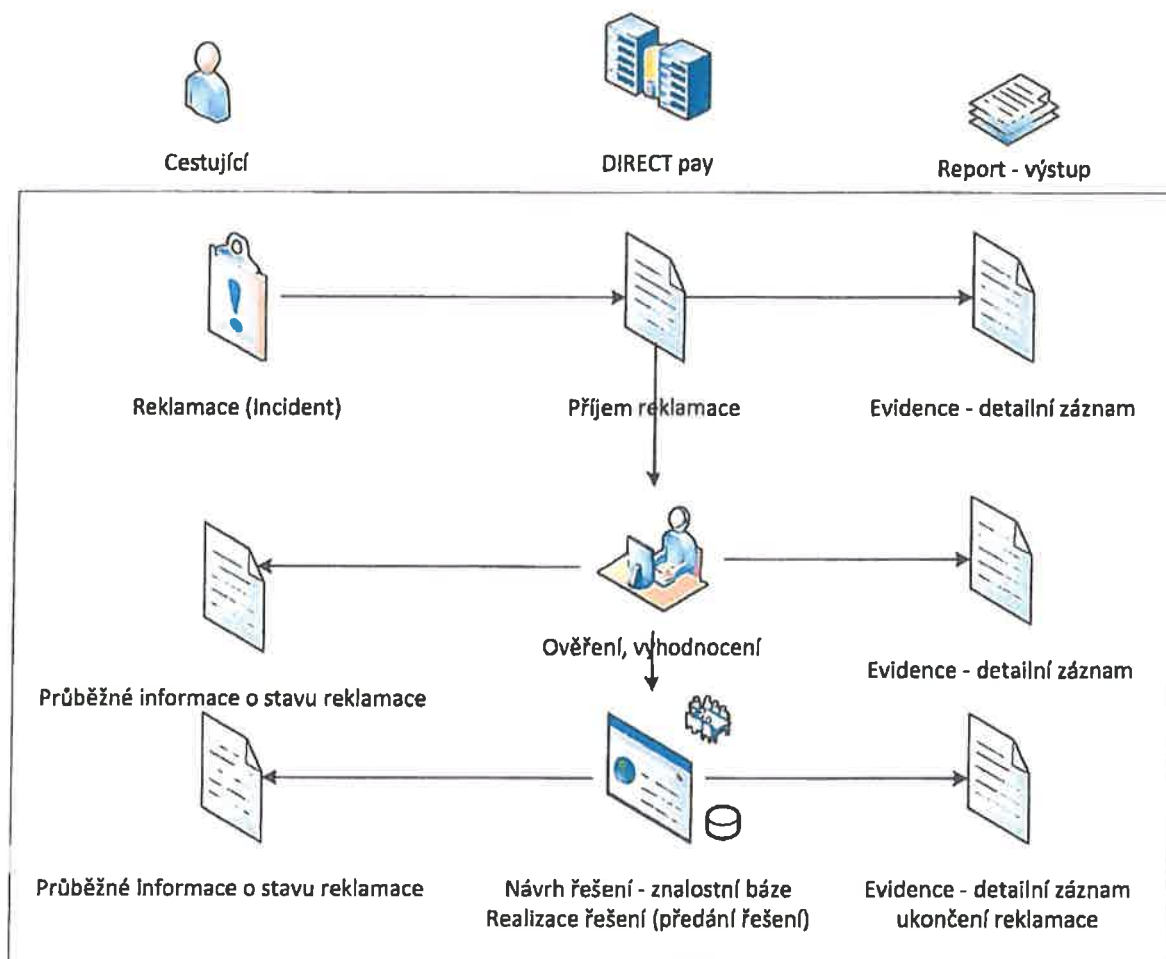 Cestující
DIRECT pay
Report - výstup
Reklamace (Incident)
Příjem reklamace
Evidence - detailní záznam
Ověření, vyhodnocení
Evidence - detailní záznam
Průběžné informace o stavu reklamace
Průběžné informace o stavu reklamace
Návrh řešení - znalostní báze
Realizace řešení (předání řešení)
Evidence - detailní záznam
ukončení reklamace